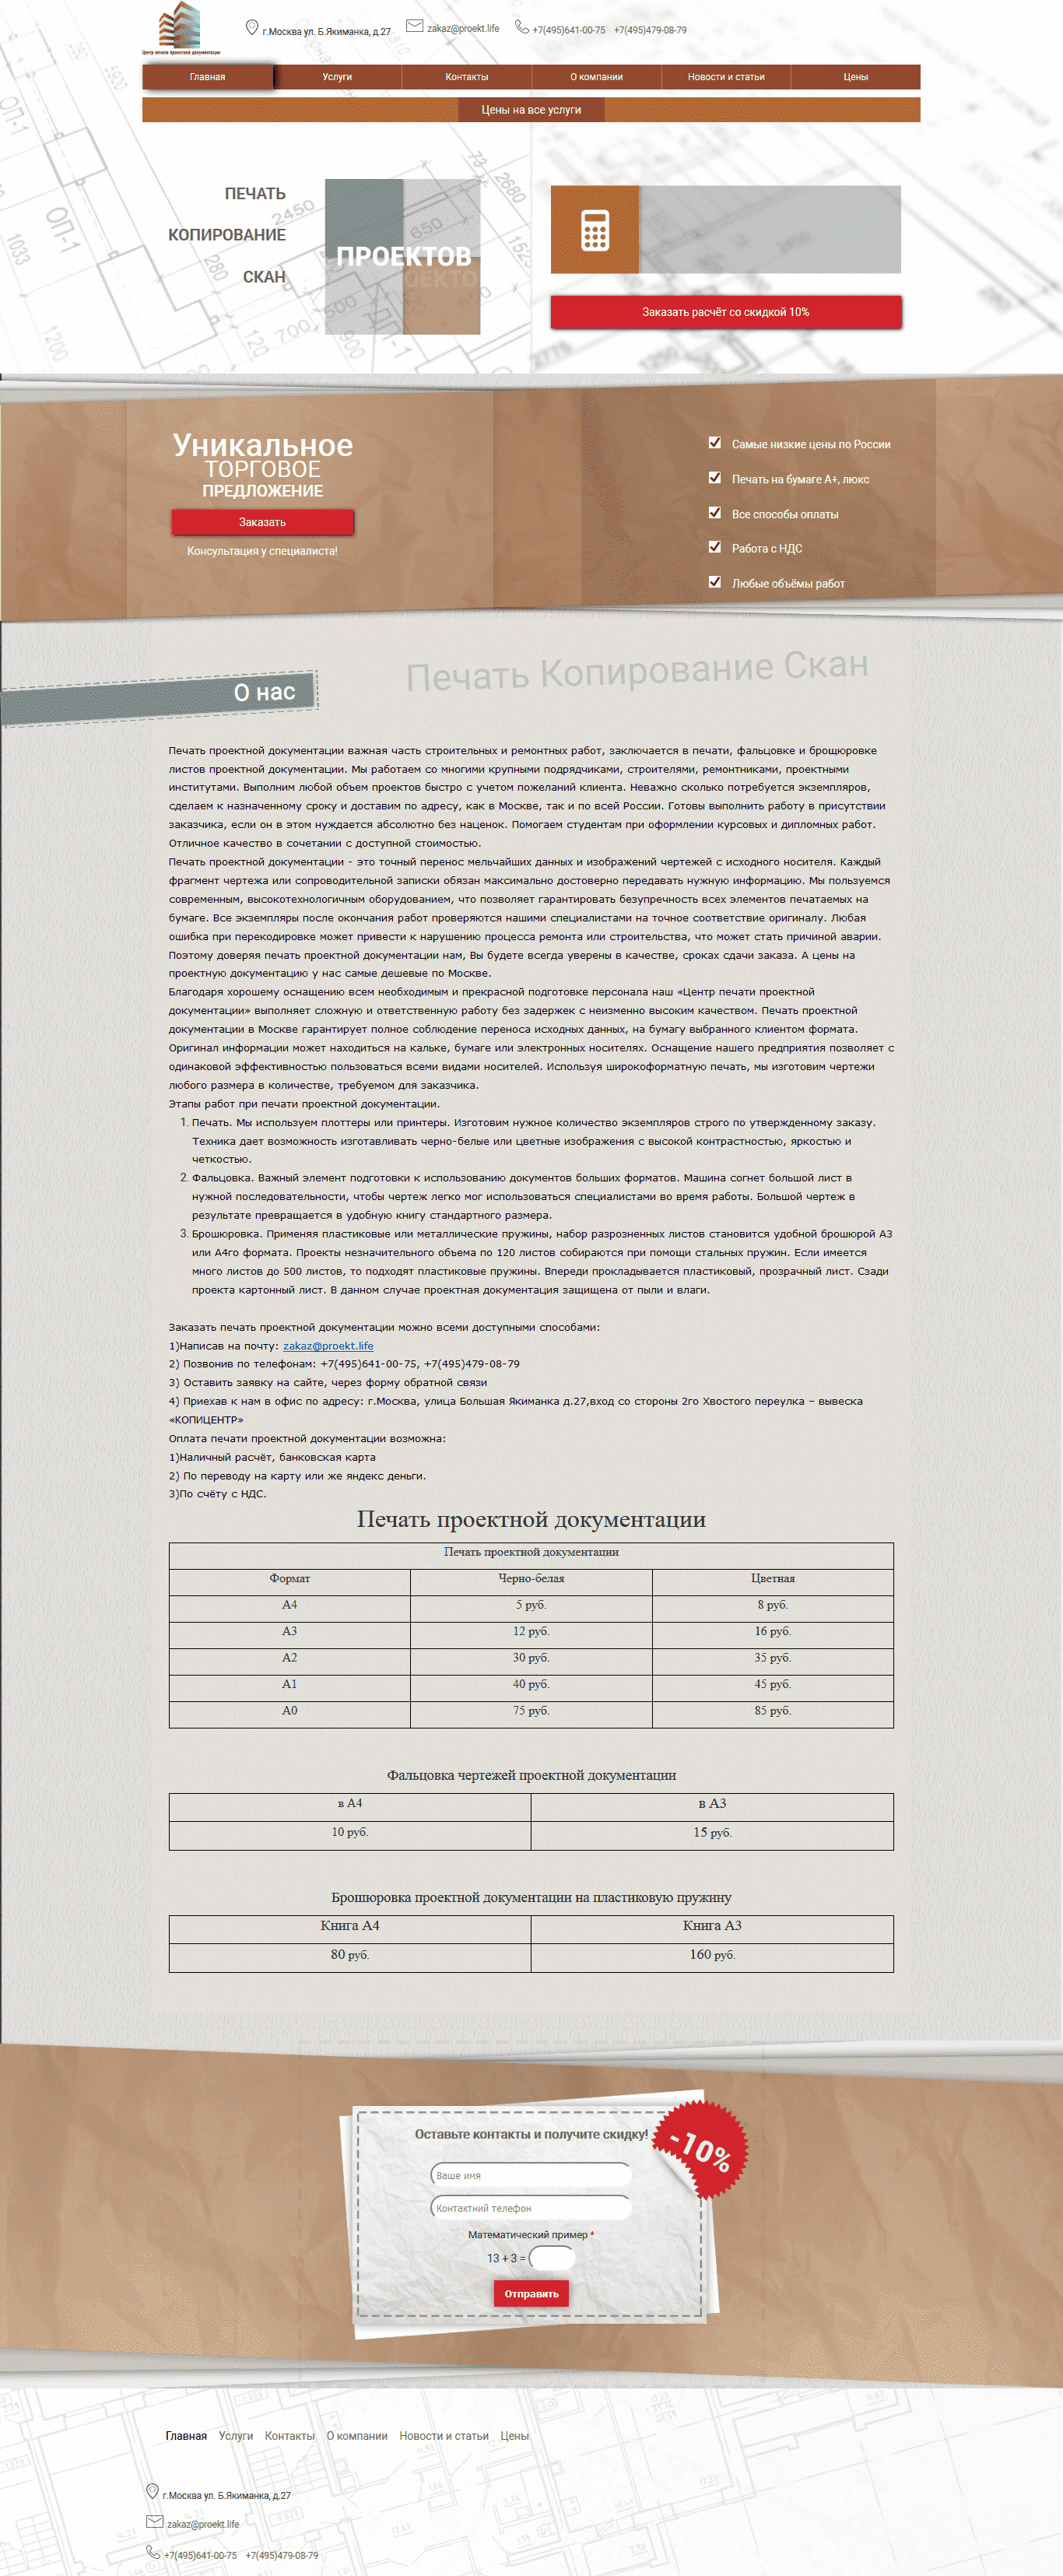 Центр печати проектной документации
г.Москва ул. Б.Якиманка, д.27
zakaz@proekt.life
+7(495)641-00-75 +7(495)479-08-79
Главная Услуги Контакты О компании Новости и статьи Цены
Цены на все услуги
ПЕЧАТЬ
КОПИРОВАНИЕ
СКАН
ПРОЕКТОВ
Заказать расчёт со скидкой 10%
Уникальное
ТОРГОВОЕ
ПРЕДЛОЖЕНИЕ
Заказать
Консультация у специалиста!
Самые низкие цены по России
Печать на бумаге А+, люкс
Все способы оплаты
Работа с НДС
Любые объёмы работ
О нас
Печать Копирование Скан
Печать проектной документации важная часть строительных и ремонтных работ, заключается в печати, фальцовке и брощюровке
листов проектной документации. Мы работаем со многими крупными подрядчиками, строителями, ремонтниками, проектными
институтами. Выполним любой объем проектов быстро с учетом пожеланий клиента. Неважно сколько потребуется экземпляров,
сделаем к назначенному сроку и доставим по адресу, как в Москве, так и по всей России. Готовы выполнить работу в присутствии
заказчика, если он в этом нуждается абсолютно без наценок. Помогаем студентам при оформлении курсовых и дипломных работ.
Отличное качество в сочетании с доступной стоимостью.
Печать проектной документации - это точный перенос мельчайших данных и изображений чертежей с исходного носителя. Каждый
фрагмент чертежа или сопроводительной записки обязан максимально достоверно передавать нужную информацию. Мы пользуемся
современным, высокотехнологичным оборудованием, что позволяет гарантировать безупречность всех элементов печатаемых на
бумаге. Все экземпляры после окончания работ проверяются нашими специалистами на точное соответствие оригиналу. Любая
ошибка при перекодировке может привести к нарушению процесса ремонта или строительства, что может стать причиной аварии.
Поэтому доверяя печать проектной документации нам, Вы будете всегда уверены в качестве, сроках сдачи заказа. А цены на
проектную документацию у нас самые дешевые по Москве.
Благодаря хорошему оснащению всем необходимым и прекрасной подготовке персонала наш «Центр печати проектной
документации» выполняет сложную и ответственную работу без задержек с неизменно высоким качеством. Печать проектной
документации в Москве гарантирует полное соблюдение переноса исходных данных, на бумагу выбранного клиентом формата.
Оригинал информации может находиться на кальке, бумаге или электронных носителях. Оснащение нашего предприятия позволяет с
одинаковой эффективностью пользоваться всеми видами носителей. Используя широкоформатную печать, мы изготовим чертежи
любого размера в количестве, требуемом для заказчика.
Этапы работ при печати проектной документации.
1. Печать. Мы используем плоттеры или принтеры. Изготовим нужное количество экземпляров строго по утвержденному заказу.
Техника дает возможность изготавливать черно-белые или цветные изображения с высокой контрастностью, яркостью и
четкостью.
2. Фальцовка. Важный элемент подготовки к использованию документов больших форматов. Машина согнет большой лист в
нужной последовательности, чтобы чертеж легко мог использоваться специалистами во время работы. Большой чертеж в
результате превращается в удобную книгу стандартного размера.
3. Брошюровка. Применяя пластиковые или металлические пружины, набор разрозненных листов становится удобной брошюрой А3
или А4го формата. Проекты незначительного объема по 120 листов собираются при помощи стальных пружин. Если имеется
много листов до 500 листов, то подходят пластиковые пружины. Впереди прокладывается пластиковый, прозрачный лист. Сзади
проекта картонный лист. В данном случае проектная документация защищена от пыли и влаги.
Заказать печать проектной документации можно всеми доступными способами:
1)Написав на почту: zakaz@proekt.life
2) Позвонив по телефонам: +7(495)641-00-75, +7(495)479-08-79
3) Оставить заявку на сайте, через форму обратной связи
4) Приехав к нам в офис по адресу: г.Москва, улица Большая Якиманка д.27,вход со стороны 2го Хвостого переулка – вывеска
«КОПИЦЕНТР»
Оплата печати проектной документации возможна:
1)Наличный расчёт, банковская карта
2) По переводу на карту или же яндекс деньги.
3)По счёту с НДС.
Печать проектной документации
Печать проектной документации
Формат Черно-белая Цветная
А4 5 руб. 8 руб.
А3 12 руб. 16 руб.
А2 30 руб. 35 руб.
А1 40 руб. 45 руб.
А0 75 руб. 85 руб.
Фальцовка чертежей проектной документации
в А4 в А3
10 руб. 15 руб.
Брошюровка проектной документации на пластиковую пружину
Книга А4 Книга А3
80 руб. 160 руб.
Оставьте контакты и получите скидку!
-10%
Ваше имя
Контактний телефон
Математический пример *
13 + 3 =
Отправить
Главная Услуги Контакты О компании Новости и статьи Цены
г.Москва ул. Б.Якиманка, д.27
zakaz@proekt.life
+7(495)641-00-75 +7(495)479-08-79